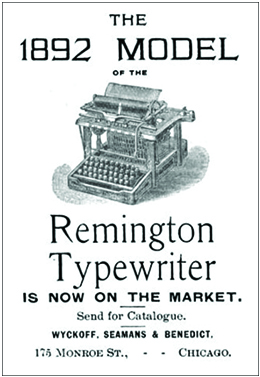 THE
1892 MODEL
OF THE
Remington
Typewriter
IS NOW ON THE MARKET.
Send for Catalogue.
WYCKOFF, SEAMANS & BENEDICT,
175 MONROE ST., - - CHICAGO.